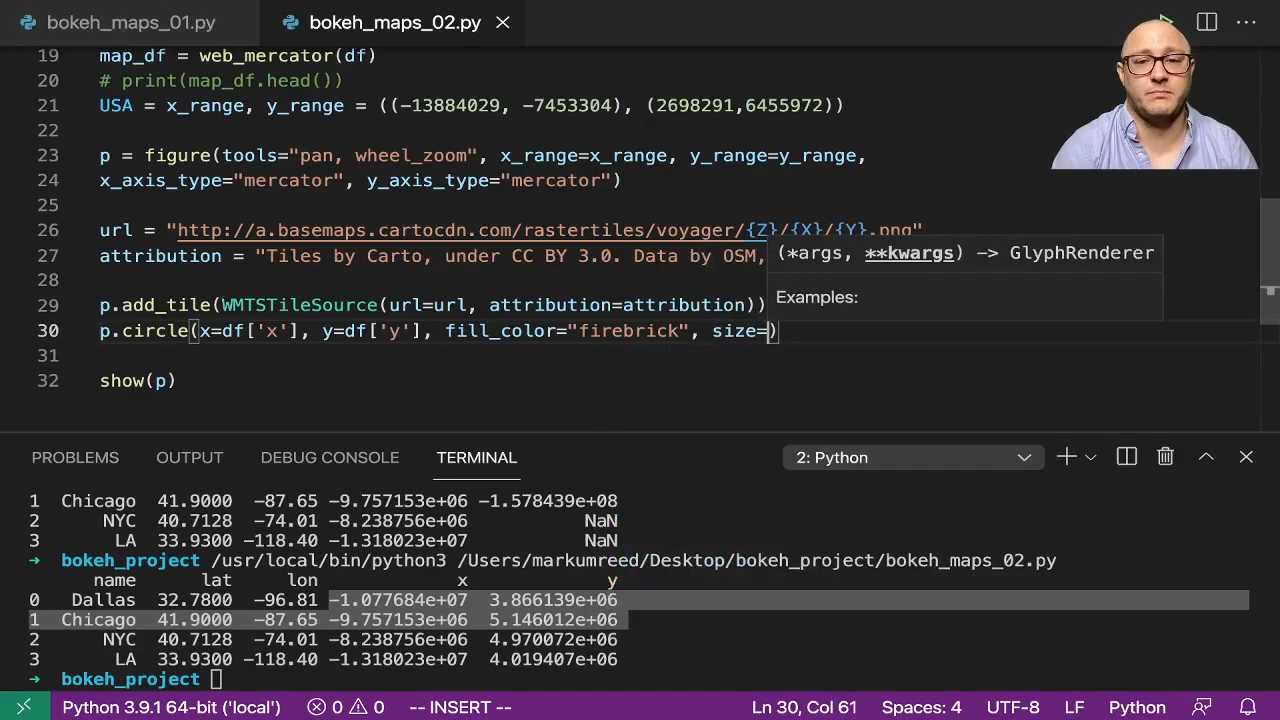 bokeh_maps_01.py bokeh_maps_02.py
19 map_df = web_mercator(df)
20 # print(map_df.head())
21 USA = x_range, y_range = ((-13884029, -7453304), (2698291,6455972))
22
23 p = figure(tools="pan, wheel_zoom", x_range=x_range, y_range=y_range,
24 x_axis_type="mercator", y_axis_type="mercator")
25
26 url = "http://a.basemaps.cartocdn.com/rastertiles/voyager/{Z}/{X}/{Y}.png"
27 attribution = "Tiles by Carto, under CC BY 3.0. Data by OSM,
(*args, **kwargs) -> GlyphRenderer
Examples:
28
29 p.add_tile(WMTSTileSource(url=url, attribution=attribution))
30 p.circle(x=df['x'], y=df['y'], fill_color="firebrick", size=)
31
32 show(p)
PROBLEMS OUTPUT DEBUG CONSOLE TERMINAL 2: Python
1 Chicago 41.9000 -87.65 -9.757153e+06 -1.578439e+08
2 NYC 40.7128 -74.01 -8.238756e+06 NaN
3 LA 33.9300 -118.40 -1.318023e+07 NaN
→ bokeh_project /usr/local/bin/python3 /Users/markumreed/Desktop/bokeh_project/bokeh_maps_02.py
name lat lon x y
0 Dallas 32.7800 -96.81 -1.077684e+07 3.866139e+06
1 Chicago 41.9000 -87.65 -9.757153e+06 5.146012e+06
2 NYC 40.7128 -74.01 -8.238756e+06 4.970072e+06
3 LA 33.9300 -118.40 -1.318023e+07 4.019407e+06
→ bokeh_project
Python 3.9.1 64-bit ('local') 0 0 -- INSERT -- Ln 30, Col 61 Spaces: 4 UTF-8 LF Python